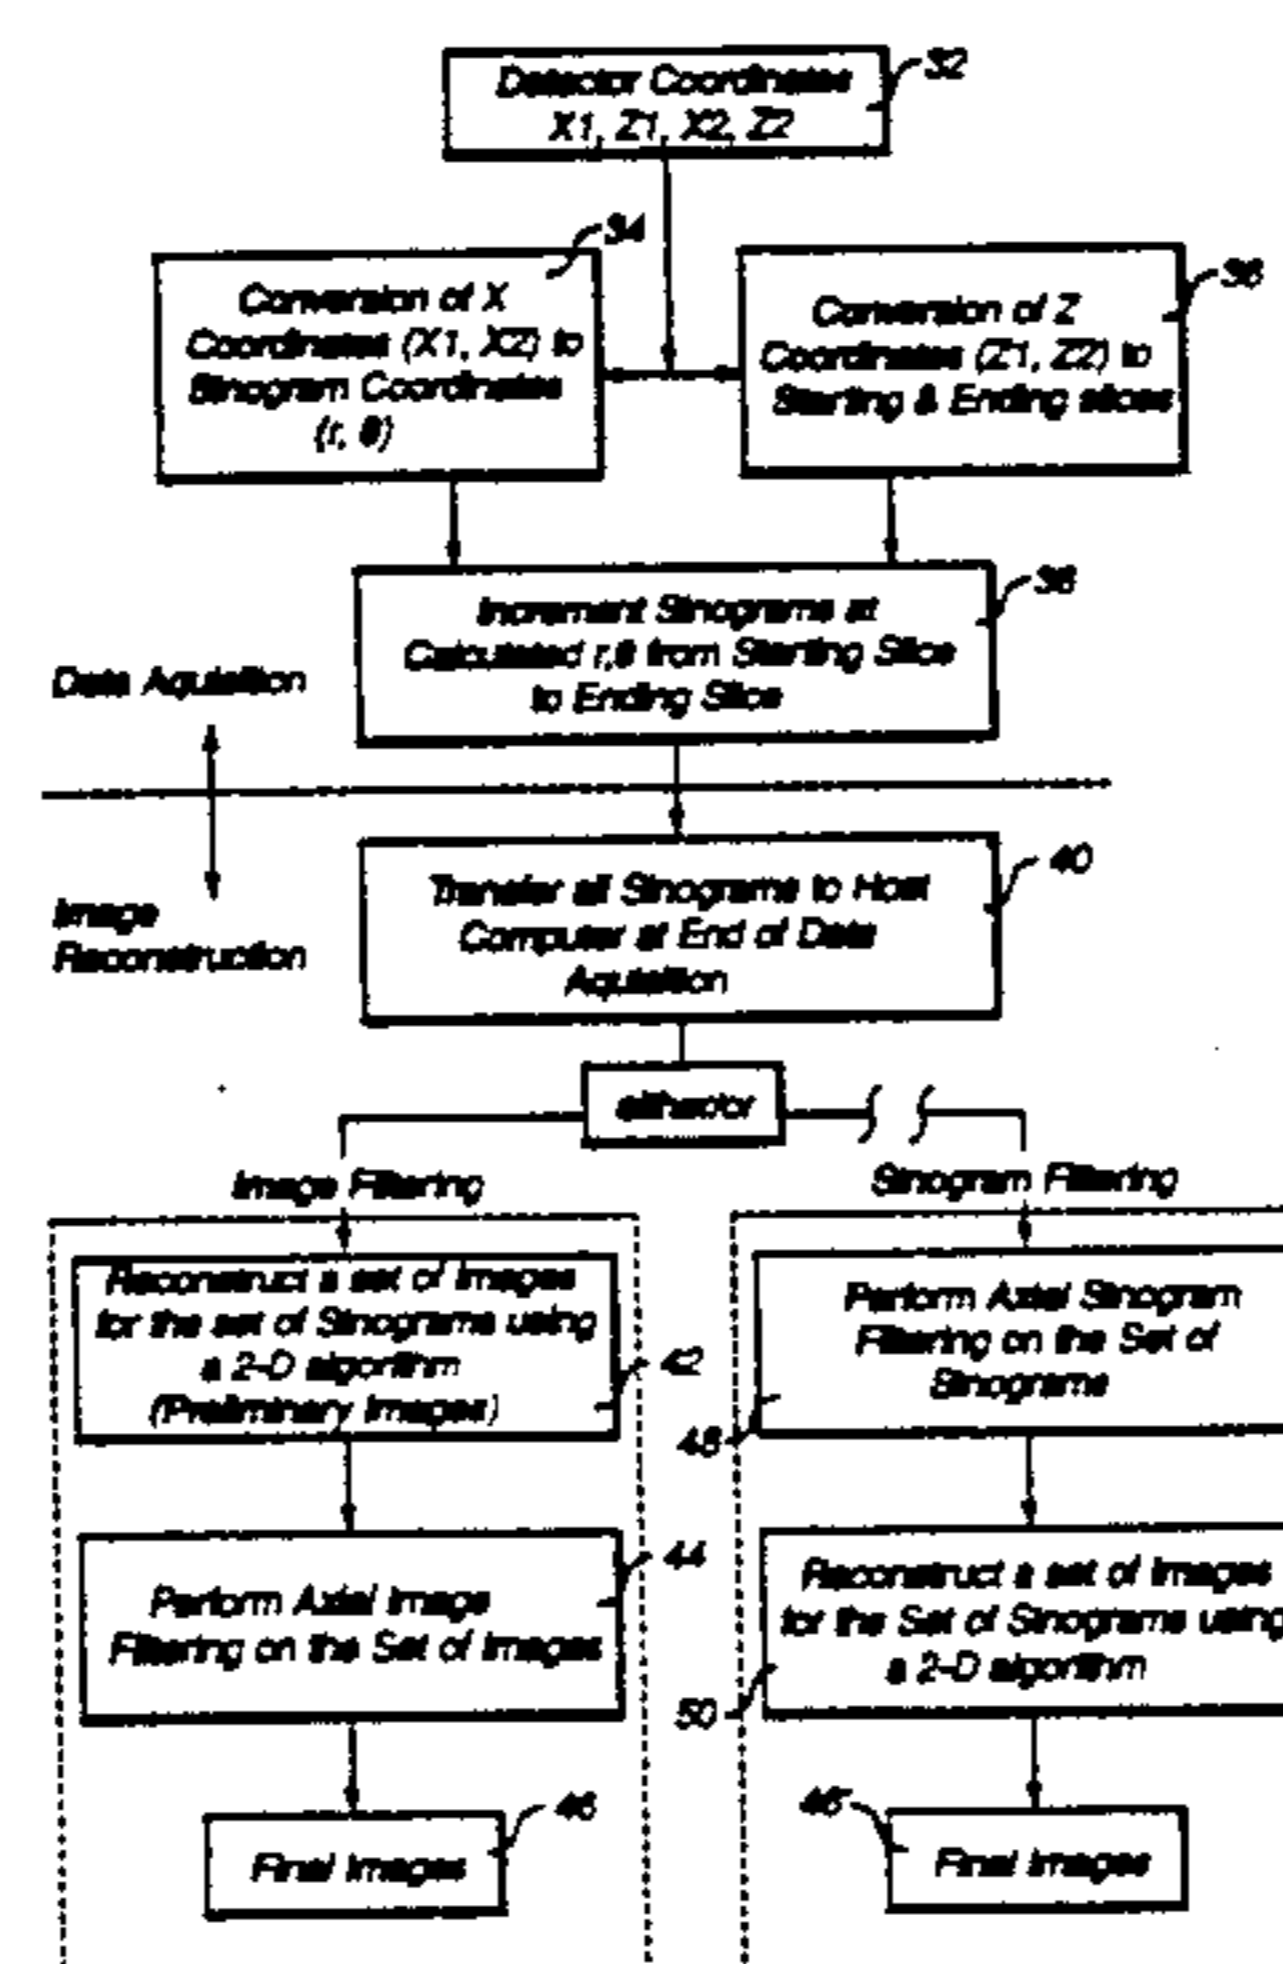 Detector Coordinates
X1, Z1, X2, Z2
32
34
Conversion of X
Coordinates (X1, X2) to
Sinogram Coordinates
(r, θ)
36
Conversion of Z
Coordinates (Z1, Z2) to
Starting & Ending slices
38
Increment Sinograms at
Calculated r,θ from Starting Slice
to Ending Slice
Data Aquisition
Image
Reconstruction
40
Transfer all Sinograms to Host
Computer at End of Data
Aquisition
either/or
Image Filtering
Reconstruct a set of Images
for the set of Sinograms using
a 2-D algorithm
(Preliminary Images)
42
44
Perform Axial Image
Filtering on the Set of Images
46
Final Images
Sinogram Filtering
Perform Axial Sinogram
Filtering on the Set of
Sinograms
48
Reconstruct a set of Images
for the Set of Sinograms using
a 2-D algorithm
50
46'
Final Images